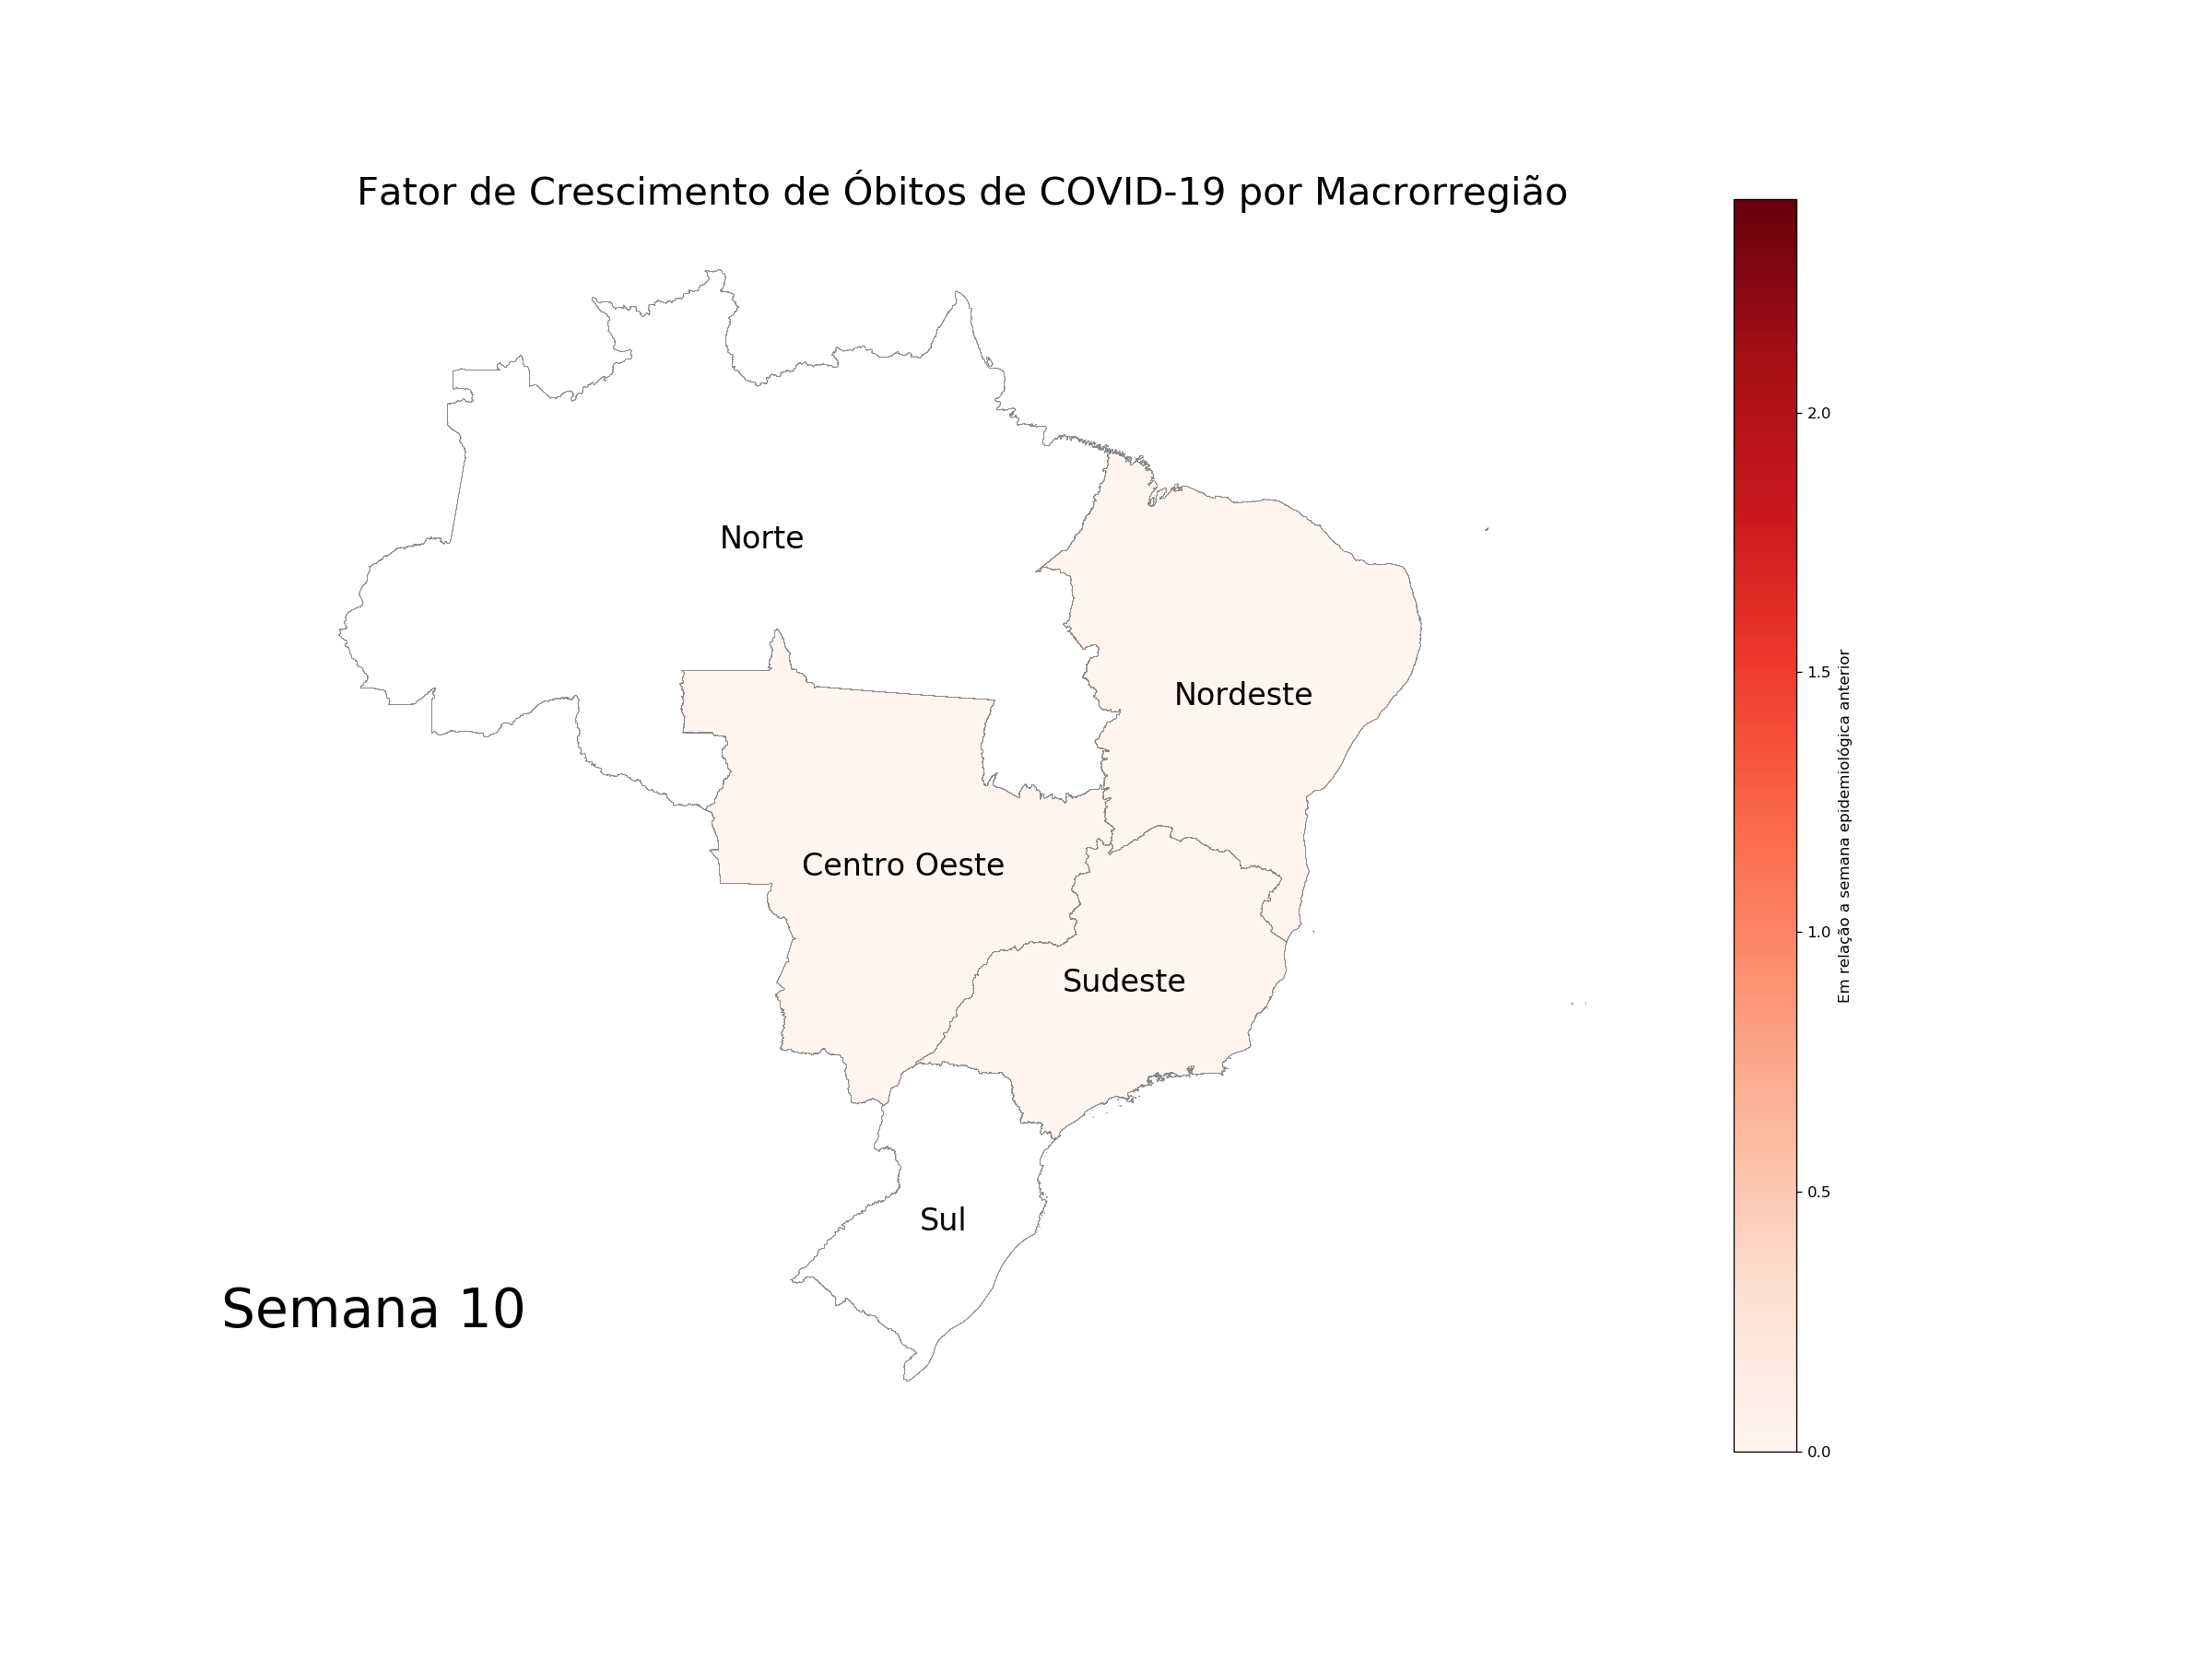 Fator de Crescimento de Óbitos de COVID-19 por Macrorregião
Norte
Nordeste
Centro Oeste
Sudeste
Sul
Semana 10
2.0
1.5
1.0
0.5
0.0
Em relação a semana epidemiológica anterior